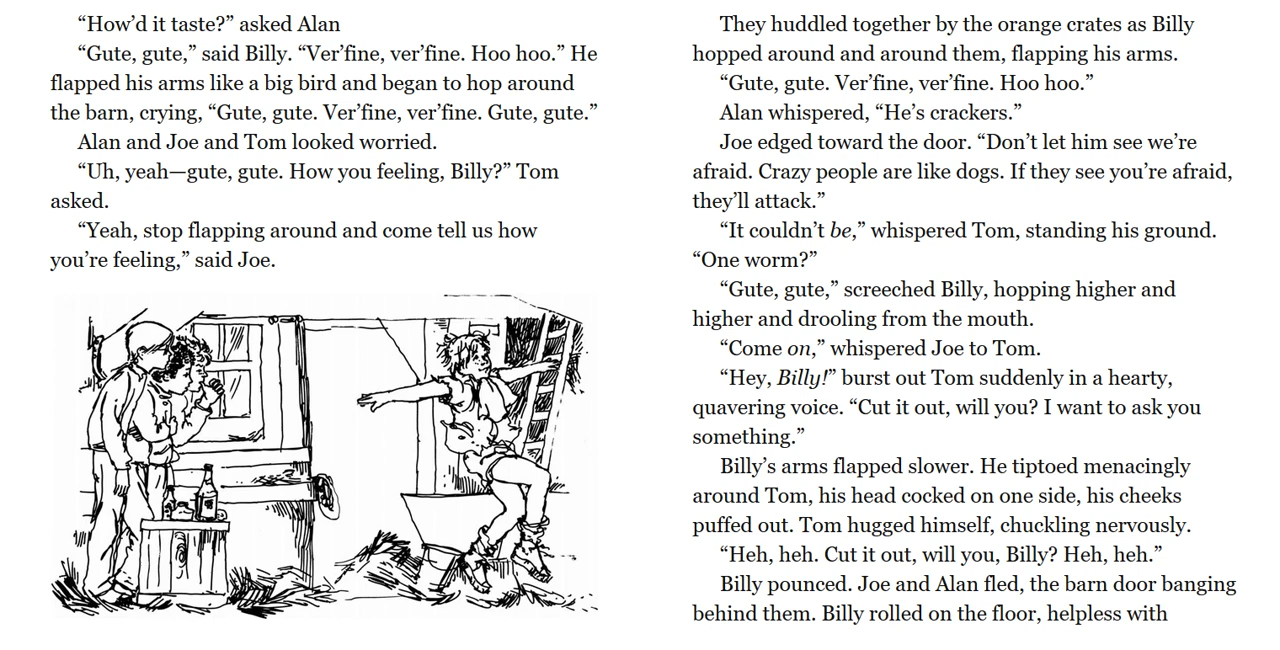 “How’d it taste?” asked Alan
“Gute, gute,” said Billy. “Ver’fine, ver’fine. Hoo hoo.” He
flapped his arms like a big bird and began to hop around
the barn, crying, “Gute, gute. Ver’fine, ver’fine. Gute, gute.”
Alan and Joe and Tom looked worried.
“Uh, yeah—gute, gute. How you feeling, Billy?” Tom
asked.
“Yeah, stop flapping around and come tell us how
you’re feeling,” said Joe.
They huddled together by the orange crates as Billy
hopped around and around them, flapping his arms.
“Gute, gute. Ver’fine, ver’fine. Hoo hoo.”
Alan whispered, “He’s crackers.”
Joe edged toward the door. “Don’t let him see we’re
afraid. Crazy people are like dogs. If they see you’re afraid,
they’ll attack.”
“It couldn’t be,” whispered Tom, standing his ground.
“One worm?”
“Gute, gute,” screeched Billy, hopping higher and
higher and drooling from the mouth.
“Come on,” whispered Joe to Tom.
“Hey, Billy!” burst out Tom suddenly in a hearty,
quavering voice. “Cut it out, will you? I want to ask you
something.”
Billy’s arms flapped slower. He tiptoed menacingly
around Tom, his head cocked on one side, his cheeks
puffed out. Tom hugged himself, chuckling nervously.
“Heh, heh. Cut it out, will you, Billy? Heh, heh.”
Billy pounced. Joe and Alan fled, the barn door banging
behind them. Billy rolled on the floor, helpless with